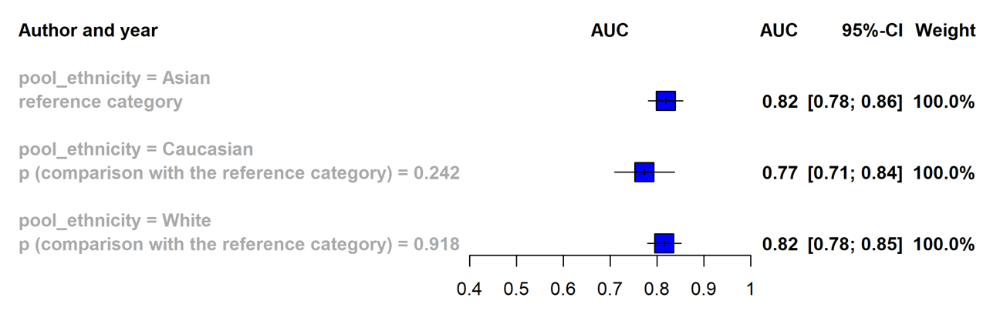 Author and year AUC AUC 95%-CI Weight
pool_ethnicity = Asian
reference category 0.82 [0.78; 0.86] 100.0%
pool_ethnicity = Caucasian
p (comparison with the reference category) = 0.242 0.77 [0.71; 0.84] 100.0%
pool_ethnicity = White
p (comparison with the reference category) = 0.918 0.82 [0.78; 0.85] 100.0%
0.4 0.5 0.6 0.7 0.8 0.9 1